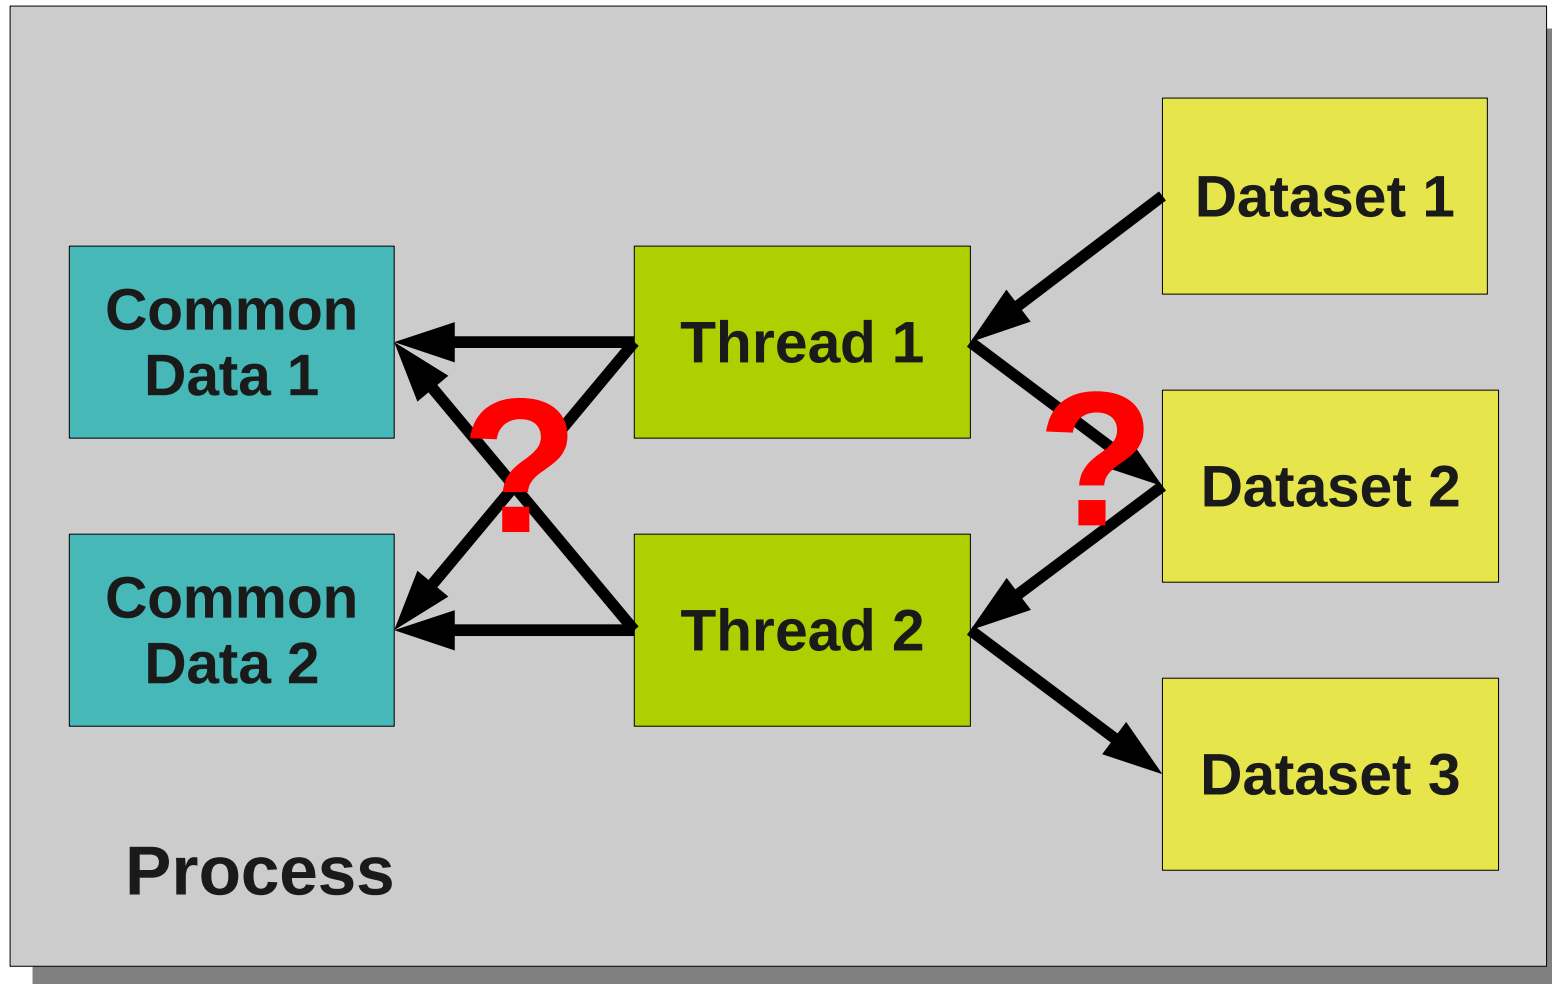 Dataset 1
Common
Data 1
Thread 1
?
?
Dataset 2
Common
Data 2
Thread 2
Dataset 3
Process